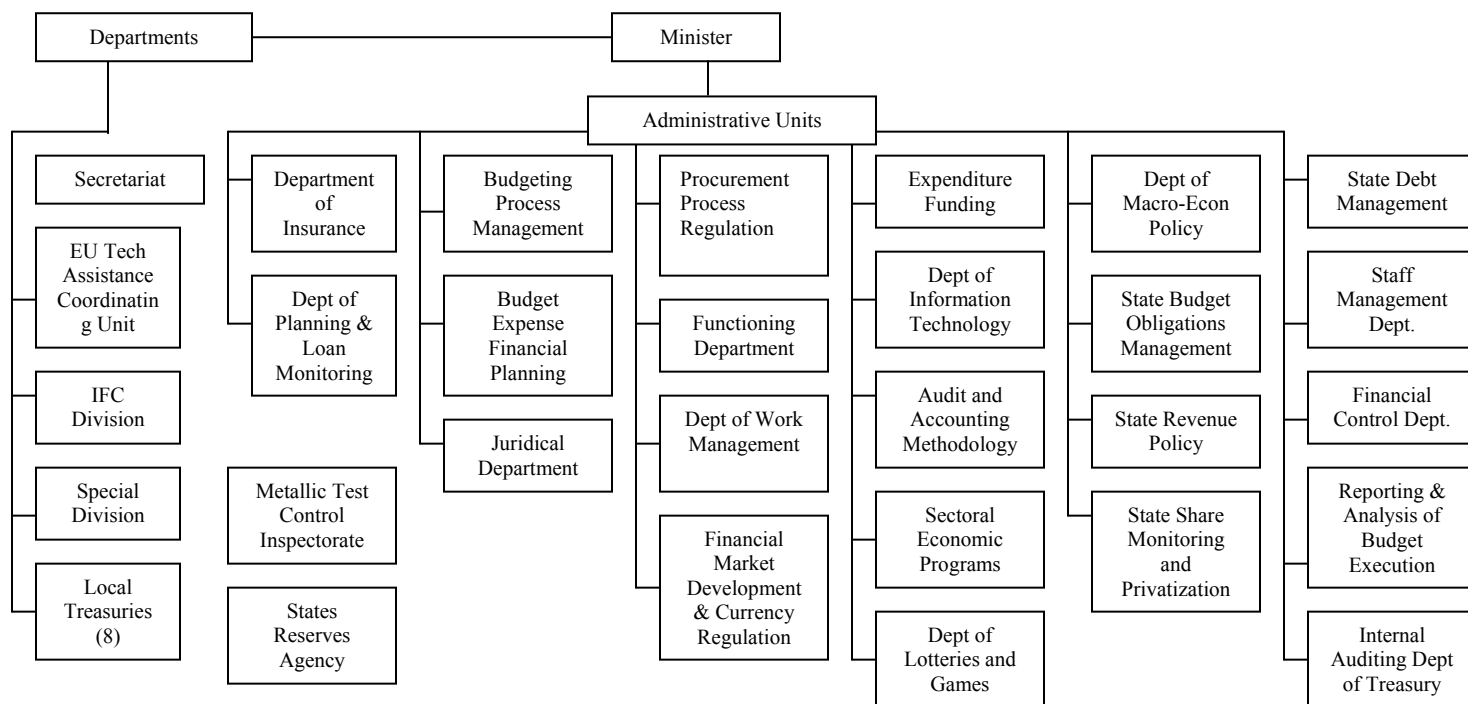 Departments
Minister
Administrative Units
Secretariat
EU Tech
Assistance
Coordinatin
g Unit
IFC
Division
Special
Division
Local
Treasuries
(8)
Department
of
Insurance
Dept of
Planning &
Loan
Monitoring
Metallic Test
Control
Inspectorate
States
Reserves
Agency
Budgeting
Process
Management
Budget
Expense
Financial
Planning
Juridical
Department
Procurement
Process
Regulation
Functioning
Department
Dept of Work
Management
Financial
Market
Development
& Currency
Regulation
Expenditure
Funding
Dept of
Information
Technology
Audit and
Accounting
Methodology
Sectoral
Economic
Programs
Dept of
Lotteries and
Games
Dept of
Macro-Econ
Policy
State Budget
Obligations
Management
State Revenue
Policy
State Share
Monitoring
and
Privatization
State Debt
Management
Staff
Management
Dept.
Financial
Control Dept.
Reporting &
Analysis of
Budget
Execution
Internal
Auditing Dept
of Treasury